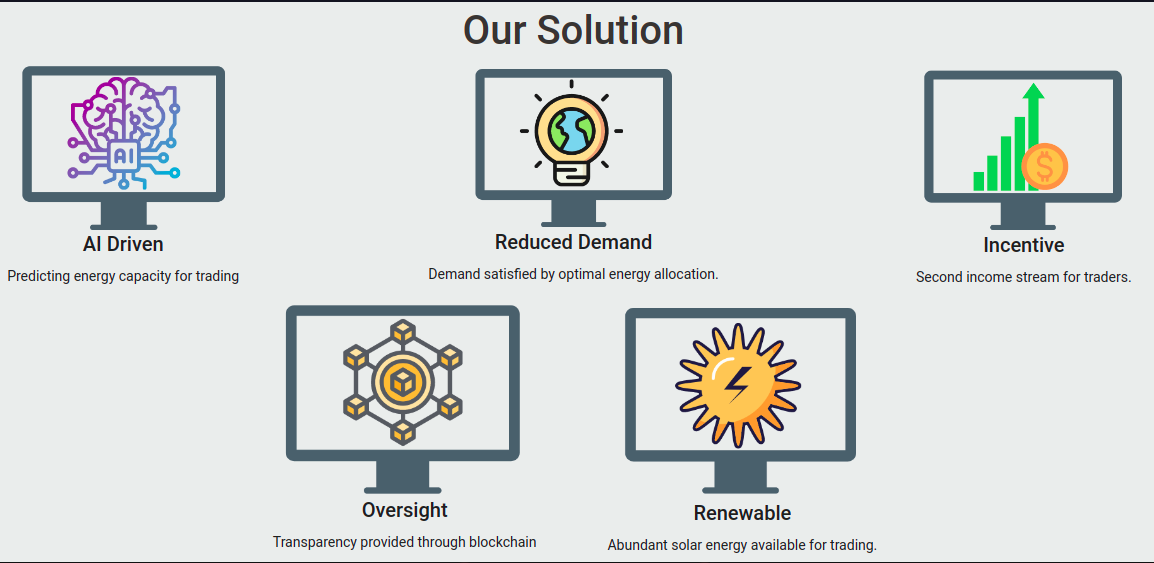 Our Solution
AI
$
AI Driven
Reduced Demand
Incentive
Predicting energy capacity for trading
Demand satisfied by optimal energy allocation.
Second income stream for traders.
Oversight
Renewable
Transparency provided through blockchain
Abundant solar energy available for trading.